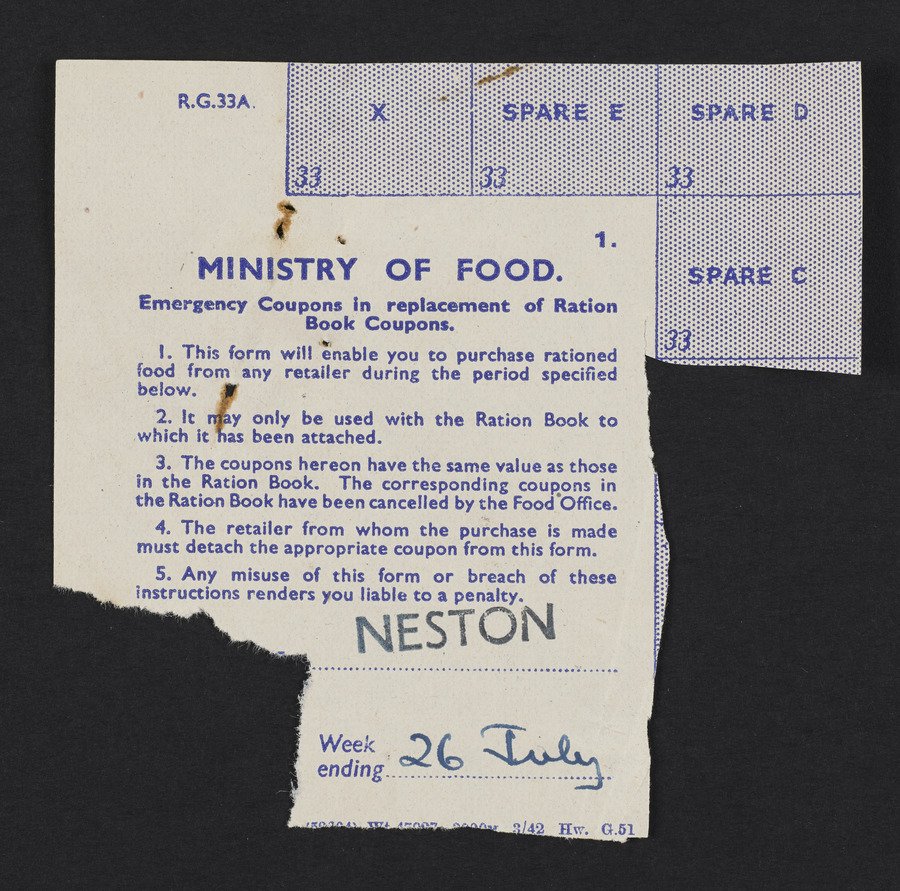 R.G.33A.
X SPARE E SPARE D
33 33 33
SPARE C
33
1.
MINISTRY OF FOOD.
Emergency Coupons in replacement of Ration
Book Coupons.
1. This form will enable you to purchase rationed
food from any retailer during the period specified
below.
2. It may only be used with the Ration Book to
which it has been attached.
3. The coupons hereon have the same value as those
in the Ration Book. The corresponding coupons in
the Ration Book have been cancelled by the Food Office.
4. The retailer from whom the purchase is made
must detach the appropriate coupon from this form.
5. Any misuse of this form or breach of these
instructions renders you liable to a penalty.
NESTON
Week
ending 26 July
3/42 Hw. G.51